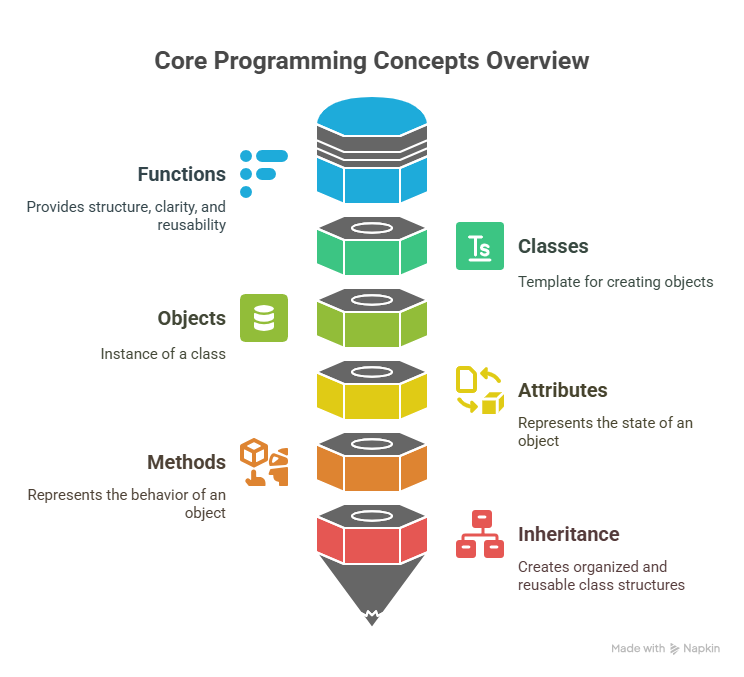 Core Programming Concepts Overview
Functions
Provides structure, clarity, and
reusability
Ts
Classes
Template for creating objects
Objects
Instance of a class
Attributes
Represents the state of an
object
Methods
Represents the behavior of an
object
Inheritance
Creates organized and
reusable class structures
Made with Napkin